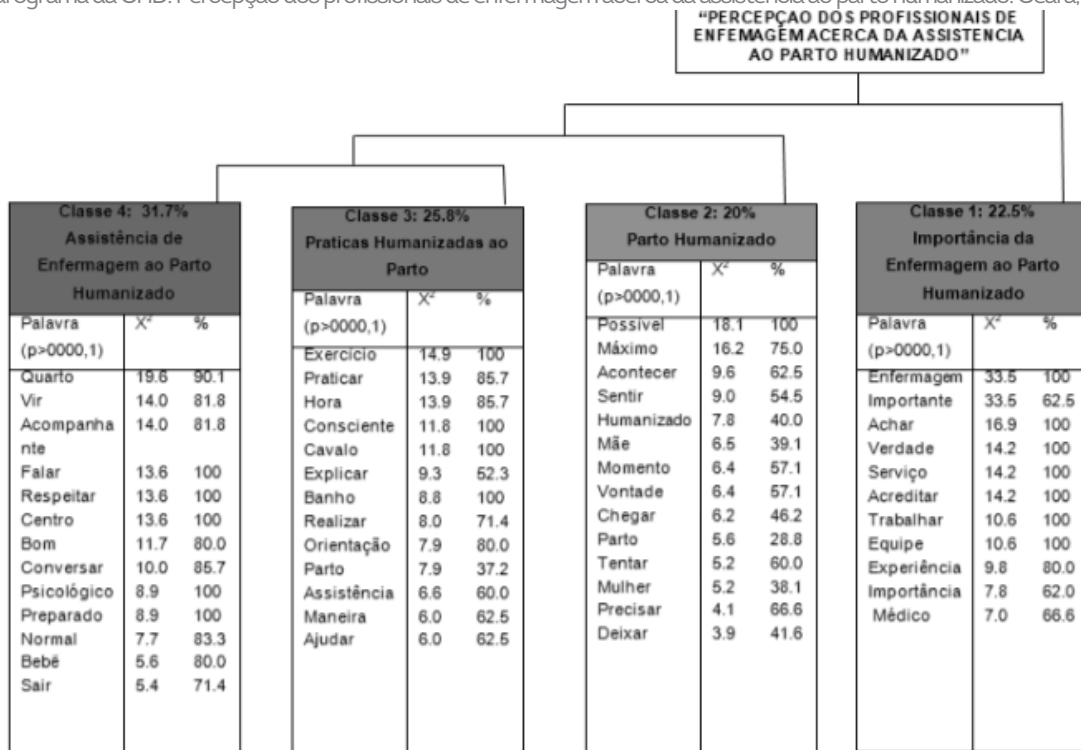 arograma da CHD. Percepção dos profissionais de enfermagem acerca da assistência ao parto humanizado. Ceará,
“PERCEPÇAO DOS PROFISSIONAIS DE
ENFEMAGEM ACERCA DA ASSISTENCIA
AO PARTO HUMANIZADO”
Classe 4: 31.7%
Assistência de
Enfermagem ao Parto
Humanizado
Palavra X² %
(p>0000,1)
Quarto 19.6 90.1
Vir 14.0 81.8
Acompanha 14.0 81.8
nte
Falar 13.6 100
Respeitar 13.6 100
Centro 13.6 100
Bom 11.7 80.0
Conversar 10.0 85.7
Psicológico 8.9 100
Preparado 8.9 100
Normal 7.7 83.3
Bebê 5.6 80.0
Sair 5.4 71.4
Classe 3: 25.8%
Praticas Humanizadas ao
Parto
Palavra X² %
(p>0000,1)
Exercício 14.9 100
Praticar 13.9 85.7
Hora 13.9 85.7
Consciente 11.8 100
Cavalo 11.8 100
Explicar 9.3 52.3
Banho 8.8 100
Realizar 8.0 71.4
Orientação 7.9 80.0
Parto 7.9 37.2
Assistência 6.6 60.0
Maneira 6.0 62.5
Ajudar 6.0 62.5
Classe 2: 20%
Parto Humanizado
Palavra X² %
(p>0000,1)
Possível 18.1 100
Máximo 16.2 75.0
Acontecer 9.6 62.5
Sentir 9.0 54.5
Humanizado 7.8 40.0
Mãe 6.5 39.1
Momento 6.4 57.1
Vontade 6.4 57.1
Chegar 6.2 46.2
Parto 5.6 28.8
Tentar 5.2 60.0
Mulher 5.2 38.1
Precisar 4.1 66.6
Deixar 3.9 41.6
Classe 1: 22.5%
Importância da
Enfermagem ao Parto
Humanizado
Palavra X² %
(p>0000,1)
Enfermagem 33.5 100
Importante 33.5 62.5
Achar 16.9 100
Verdade 14.2 100
Serviço 14.2 100
Acreditar 14.2 100
Trabalhar 10.6 100
Equipe 10.6 100
Experiência 9.8 80.0
Importância 7.8 62.0
Médico 7.0 66.6